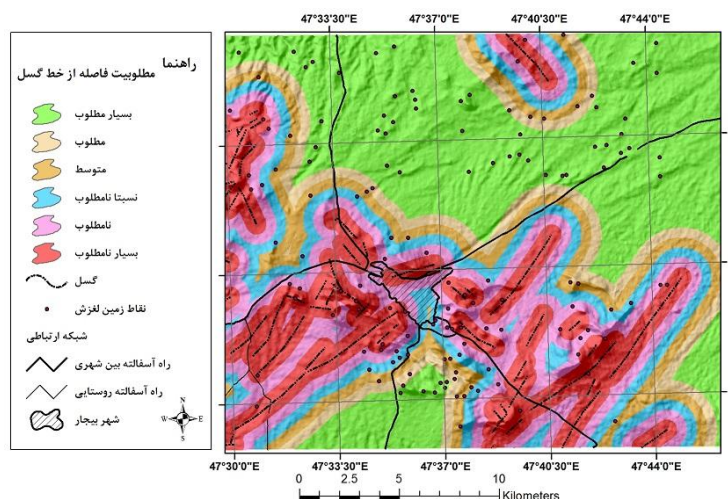 47°33'30"E 47°37'0"E 47°40'30"E 47°44'0"E
راهنما
مطلوبیت فاصله از خط گسل
بسیار مطلوب
مطلوب
متوسط
نسبتا نامطلوب
نامطلوب
بسیار نامطلوب
گسل
نقاط زمین لغزش
شبکه ارتباطی
راه آسفالته بین شهری
راه آسفالته روستایی
شهر بیجار
N
W E
S
47°30'0"E 47°33'30"E 47°37'0"E 47°40'30"E 47°44'0"E
0 2.5 5 10
Kilometers